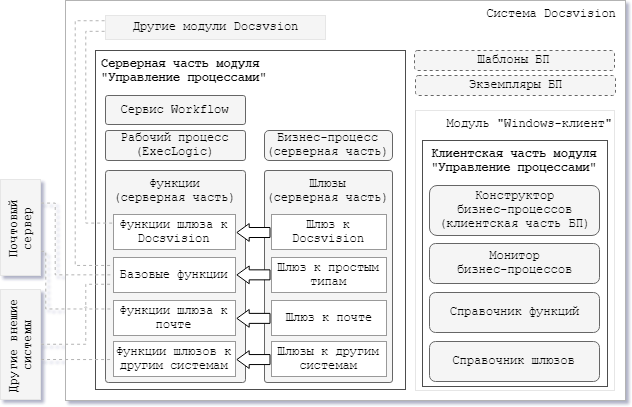 Система Docsvision
Другие модули Docsvsion
Серверная часть модуля
"Управление процессами"
Сервис Workflow
Рабочий процесс
(ExecLogic)
Бизнес-процесс
(серверная часть)
Функции
(серверная часть)
Шлюзы
(серверная часть)
Функции шлюза к
Docsvision
Шлюз к
Docsvision
Базовые функции
Шлюз к простым
типам
Функции шлюза к
почте
Шлюз к почте
Функции шлюзов к
другим системам
Шлюзы к другим
системам
Шаблоны БП
Экземпляры БП
Модуль "Windows-клиент"
Клиентская часть модуля
"Управление процессами"
Конструктор
бизнес-процессов
(клиентская часть БП)
Монитор
бизнес-процессов
Справочник функций
Справочник шлюзов
Почтовый
сервер
Другие внешние
системы